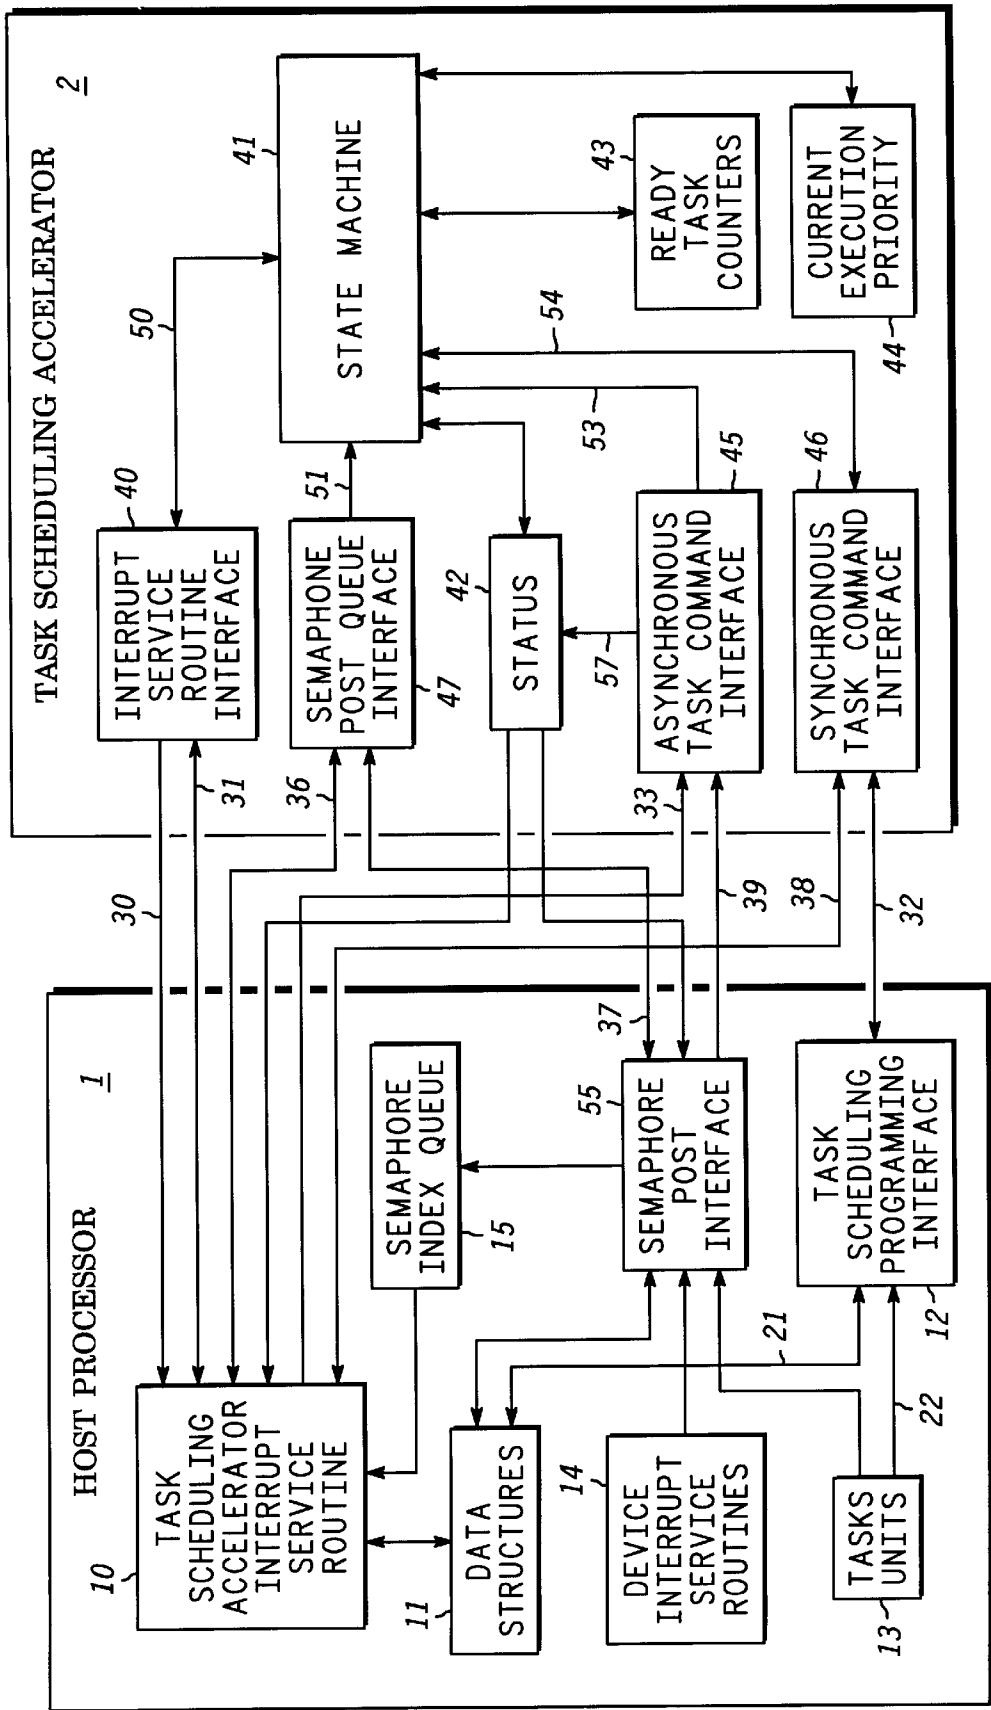 HOST PROCESSOR
1
10
TASK
SCHEDULING
ACCELERATOR
INTERRUPT
SERVICE
ROUTINE
11
DATA
STRUCTURES
14
DEVICE
INTERRUPT
SERVICE
ROUTINES
13
TASKS
UNITS
SEMAPHORE
INDEX QUEUE
15
55
SEMAPHORE
POST
INTERFACE
TASK
SCHEDULING
PROGRAMMING
INTERFACE
12
21
22
30
31
36
37
33
39
38
32
TASK SCHEDULING ACCELERATOR
2
40
INTERRUPT
SERVICE
ROUTINE
INTERFACE
SEMAPHONE
POST QUEUE
INTERFACE
47
42
STATUS
57
ASYNCHRONOUS
TASK COMMAND
INTERFACE
45
SYNCHRONOUS
TASK COMMAND
INTERFACE
46
50
51
53
54
41
STATE MACHINE
READY
TASK
COUNTERS
43
CURRENT
EXECUTION
PRIORITY
44